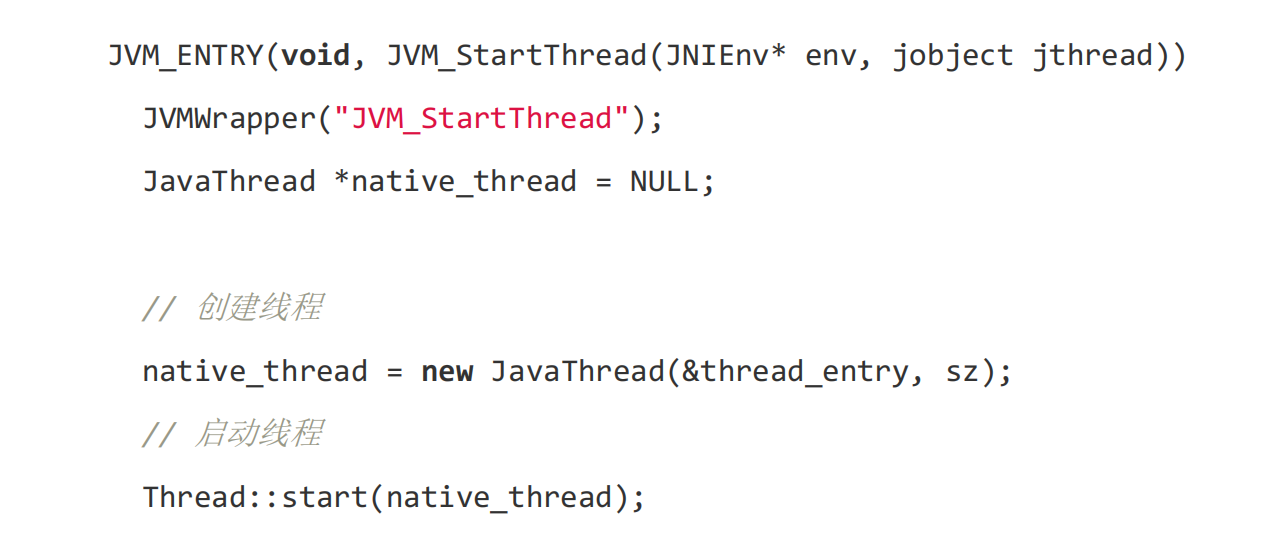 JVM_ENTRY(void, JVM_StartThread(JNIEnv* env, jobject jthread))
JVMWrapper("JVM_StartThread");
JavaThread *native_thread = NULL;
// 创建线程
native_thread = new JavaThread(&thread_entry, sz);
// 启动线程
Thread::start(native_thread);